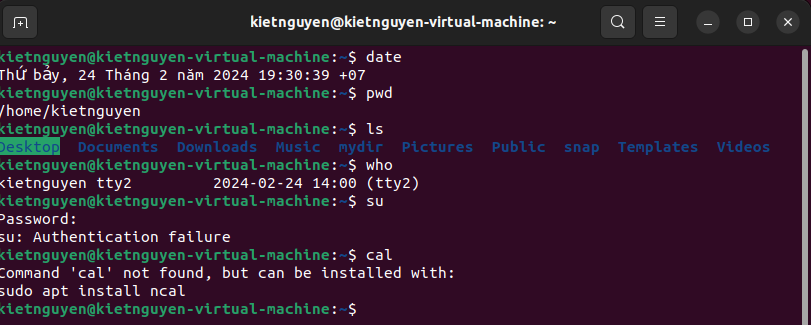 kietnguyen@kietnguyen-virtual-machine: ~
kietnguyen@kietnguyen-virtual-machine:~$ date
Thứ bảy, 24 Tháng 2 năm 2024 19:30:39 +07
kietnguyen@kietnguyen-virtual-machine:~$ pwd
/home/kietnguyen
kietnguyen@kietnguyen-virtual-machine:~$ ls
Desktop  Documents  Downloads  Music  mydir  Pictures  Public  snap  Templates  Videos
kietnguyen@kietnguyen-virtual-machine:~$ who
kietnguyen tty2         2024-02-24 14:00 (tty2)
kietnguyen@kietnguyen-virtual-machine:~$ su
Password:
su: Authentication failure
kietnguyen@kietnguyen-virtual-machine:~$ cal
Command 'cal' not found, but can be installed with:
sudo apt install ncal
kietnguyen@kietnguyen-virtual-machine:~$